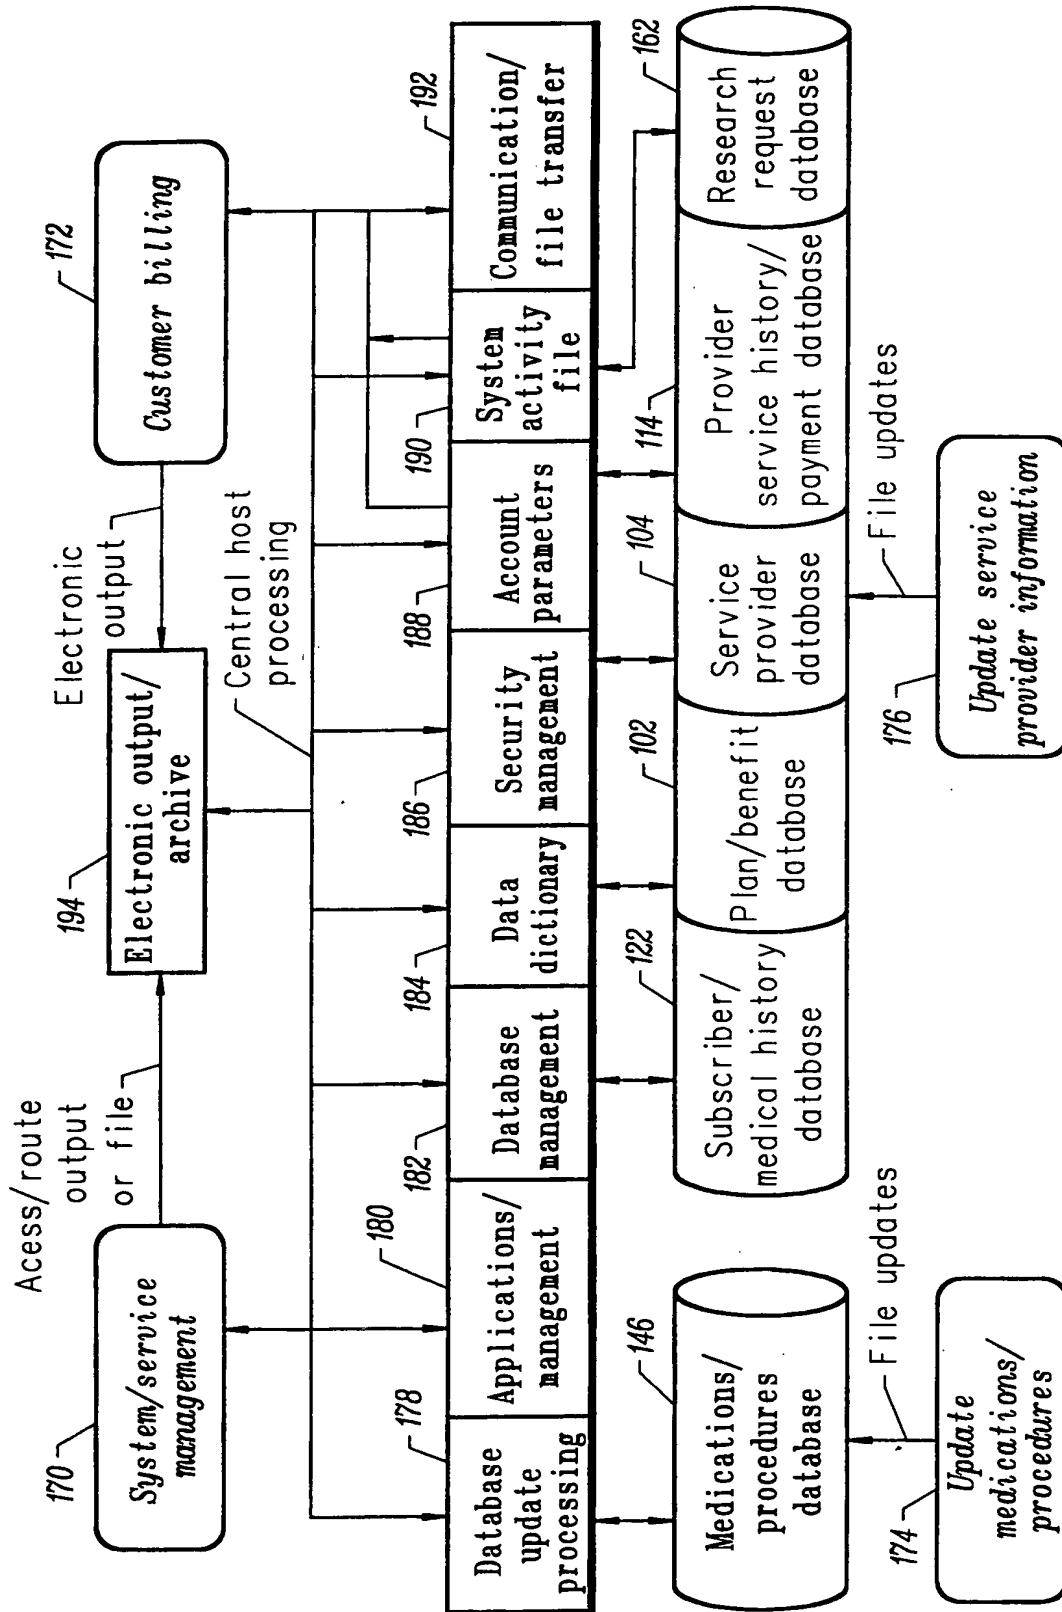 170
System/service
management
Acess/route
output
or file
194
Electronic output/
archive
Electronic
output
172
Customer billing
Central host
processing
178
Database
update
processing
180
Applications/
management
182
Database
management
184
Data
dictionary
186
Security
management
188
Account
parameters
190
System
activity
file
192
Communication/
file transfer
146
Medications/
procedures
database
122
Subscriber/
medical history
database
102
Plan/benefit
database
104
Service
provider
database
114
Provider
service history/
payment database
162
Research
request
database
File updates
174
Update
medications/
procedures
File updates
176
Update service
provider information